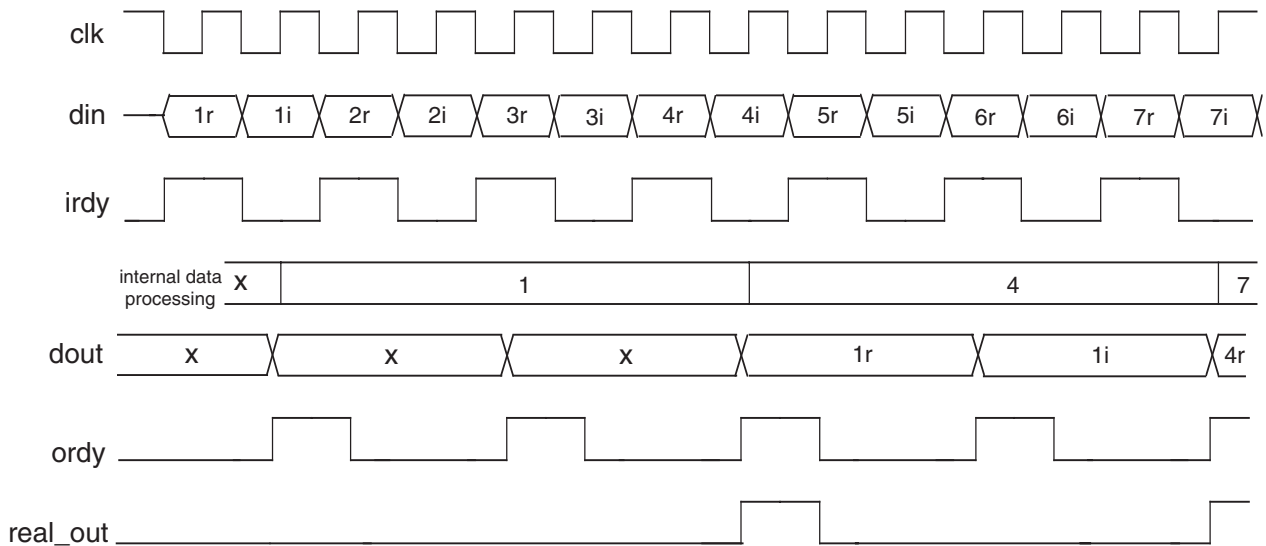 clk
din 1r 1i 2r 2i 3r 3i 4r 4i 5r 5i 6r 6i 7r 7i
irdy
internal data
processing x 1 4 7
dout x x x 1r 1i 4r
ordy
real_out